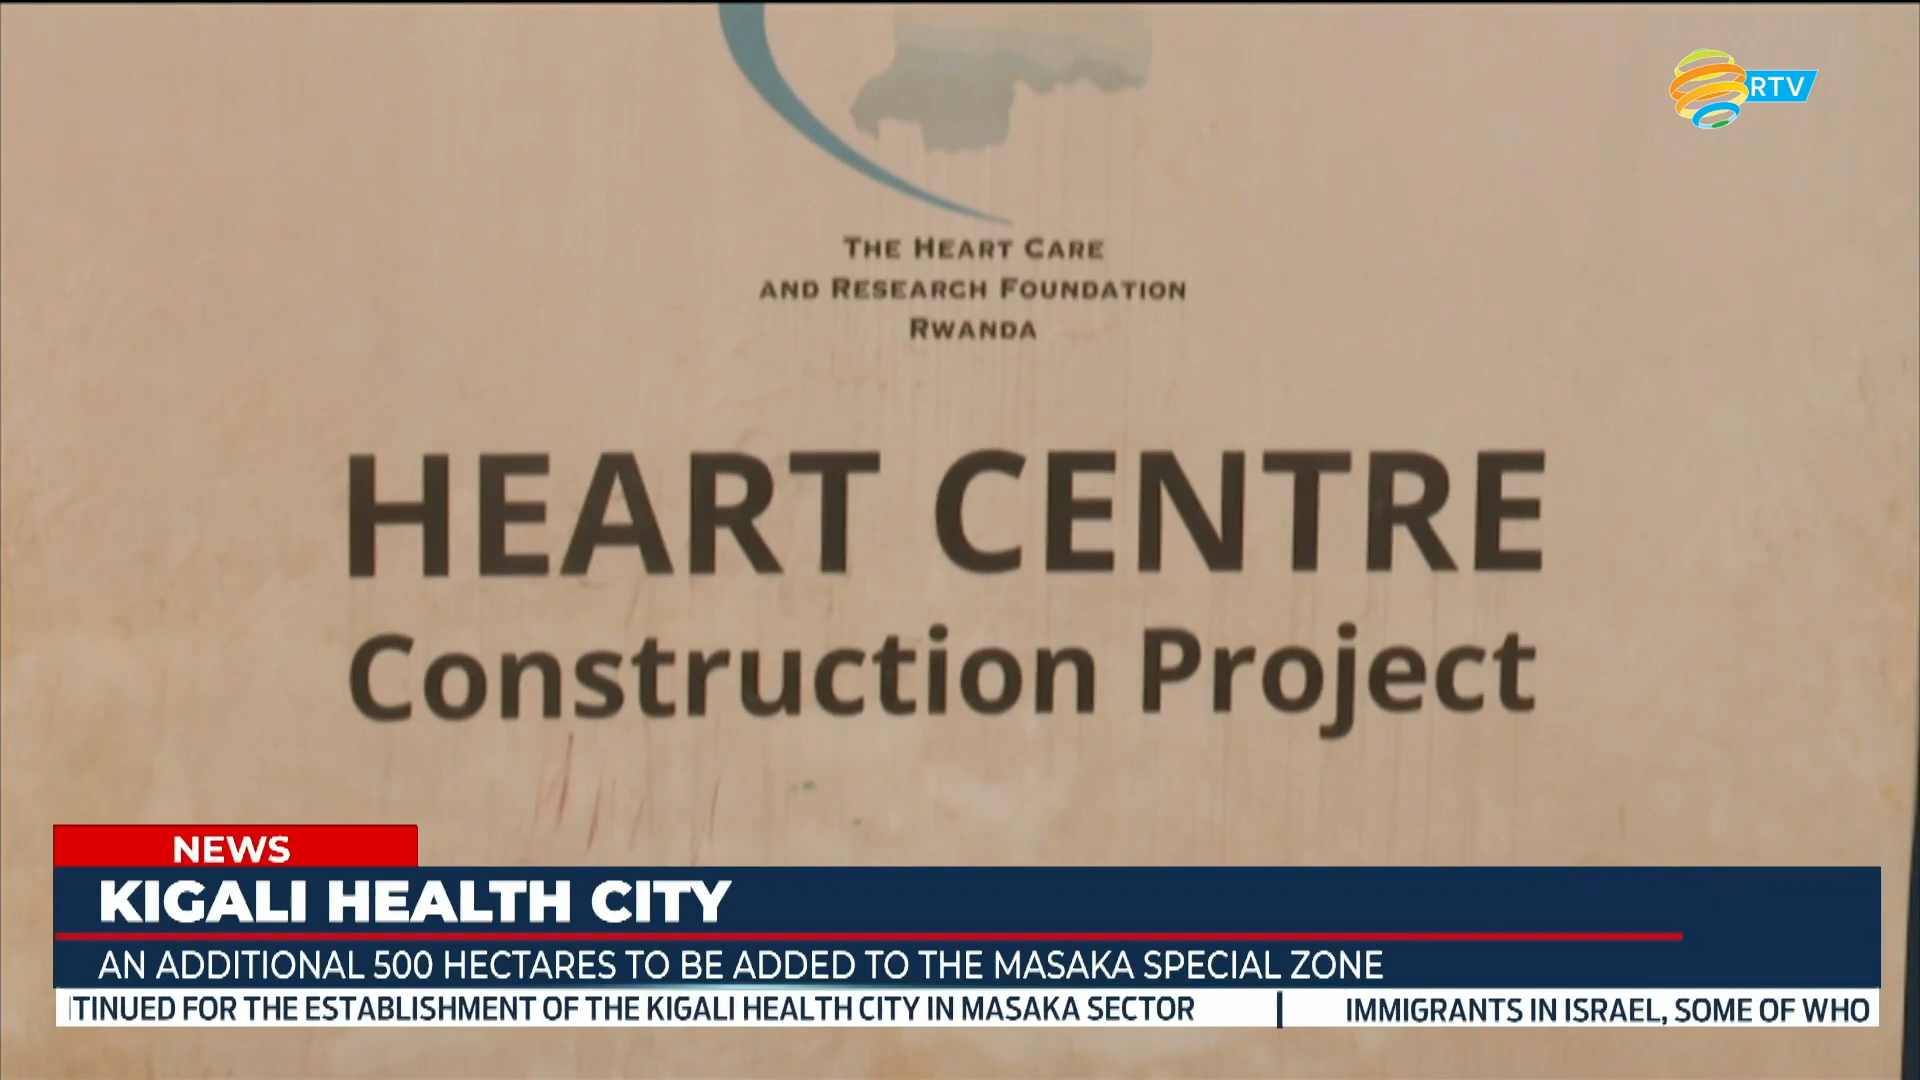 RTV
THE HEART CARE
AND RESEARCH FOUNDATION
RWANDA
HEART CENTRE
Construction Project
NEWS
KIGALI HEALTH CITY
AN ADDITIONAL 500 HECTARES TO BE ADDED TO THE MASAKA SPECIAL ZONE
TINUED FOR THE ESTABLISHMENT OF THE KIGALI HEALTH CITY IN MASAKA SECTOR | IMMIGRANTS IN ISRAEL, SOME OF WHO